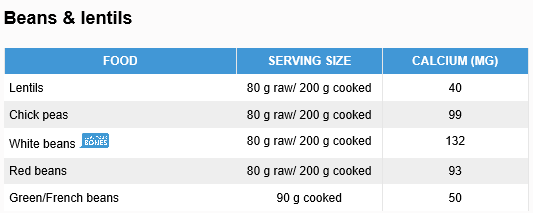 Beans & lentils
FOOD SERVING SIZE CALCIUM (MG)
Lentils 80 g raw/ 200 g cooked 40
Chick peas 80 g raw/ 200 g cooked 99
White beans BONES 80 g raw/ 200 g cooked 132
Red beans 80 g raw/ 200 g cooked 93
Green/French beans 90 g cooked 50